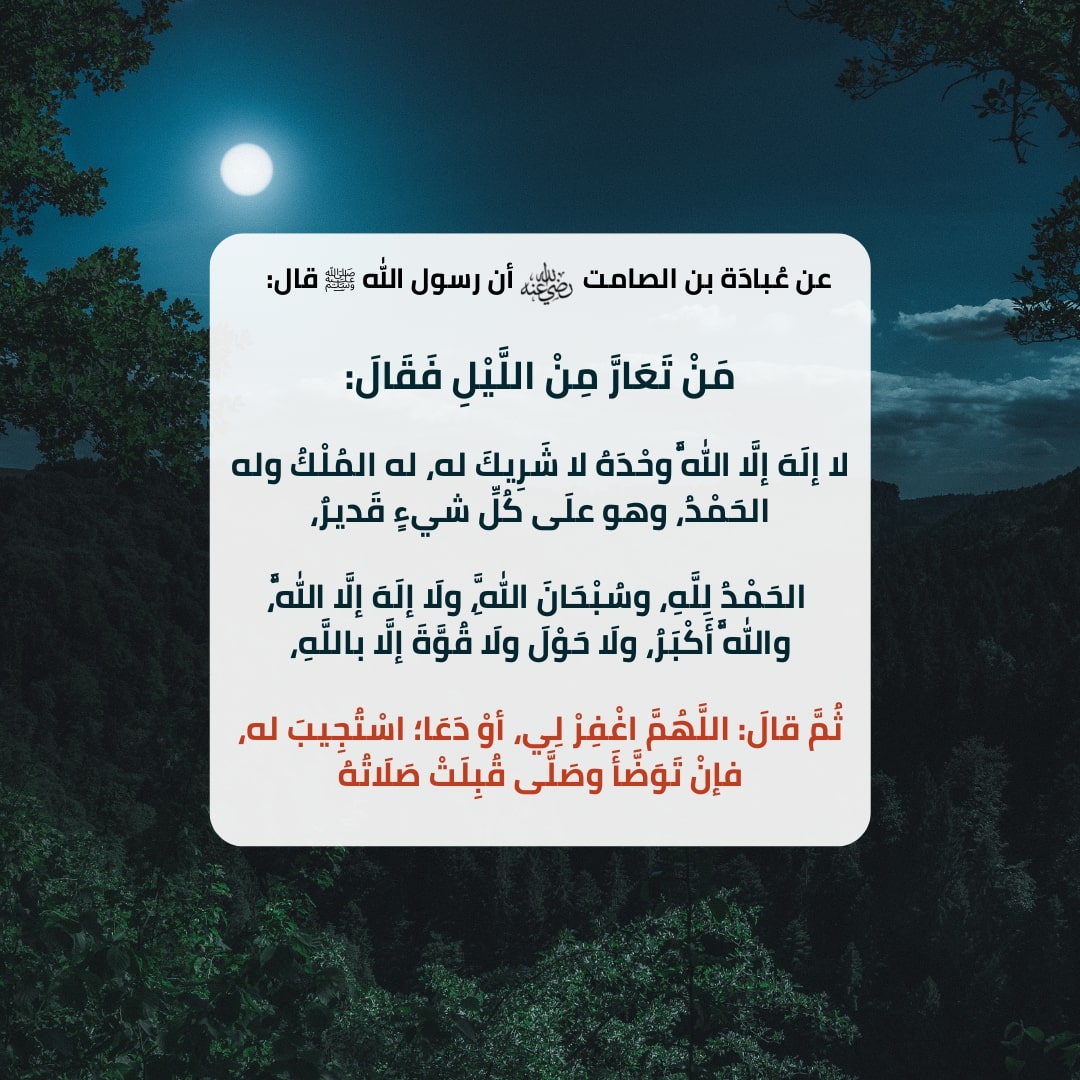 عن عُبادَة بن الصامت رضي الله عنه أن رسول الله ﷺ قال:
مَنْ تَعَارَّ مِنْ اللَّيْلِ فَقَالَ:
لا إلَهَ إلَّا اللَّهُ وحْدَهُ لا شَرِيكَ له، له المُلْكُ وله
الحَمْدُ، وهو علَى كُلِّ شيءٍ قَديرٌ،
الحَمْدُ لِلَّهِ، وسُبْحَانَ اللَّهِ، ولَا إلَهَ إلَّا اللَّهُ،
واللَّهُ أَكْبَرُ، ولَا حَوْلَ ولَا قُوَّةَ إلَّا باللَّهِ،
ثُمَّ قالَ: اللَّهُمَّ اغْفِرْ لِي، أوْ دَعَا؛ اسْتُجِيبَ له،
فإنْ تَوَضَّأَ وصَلَّى قُبِلَتْ صَلَاتُهُ